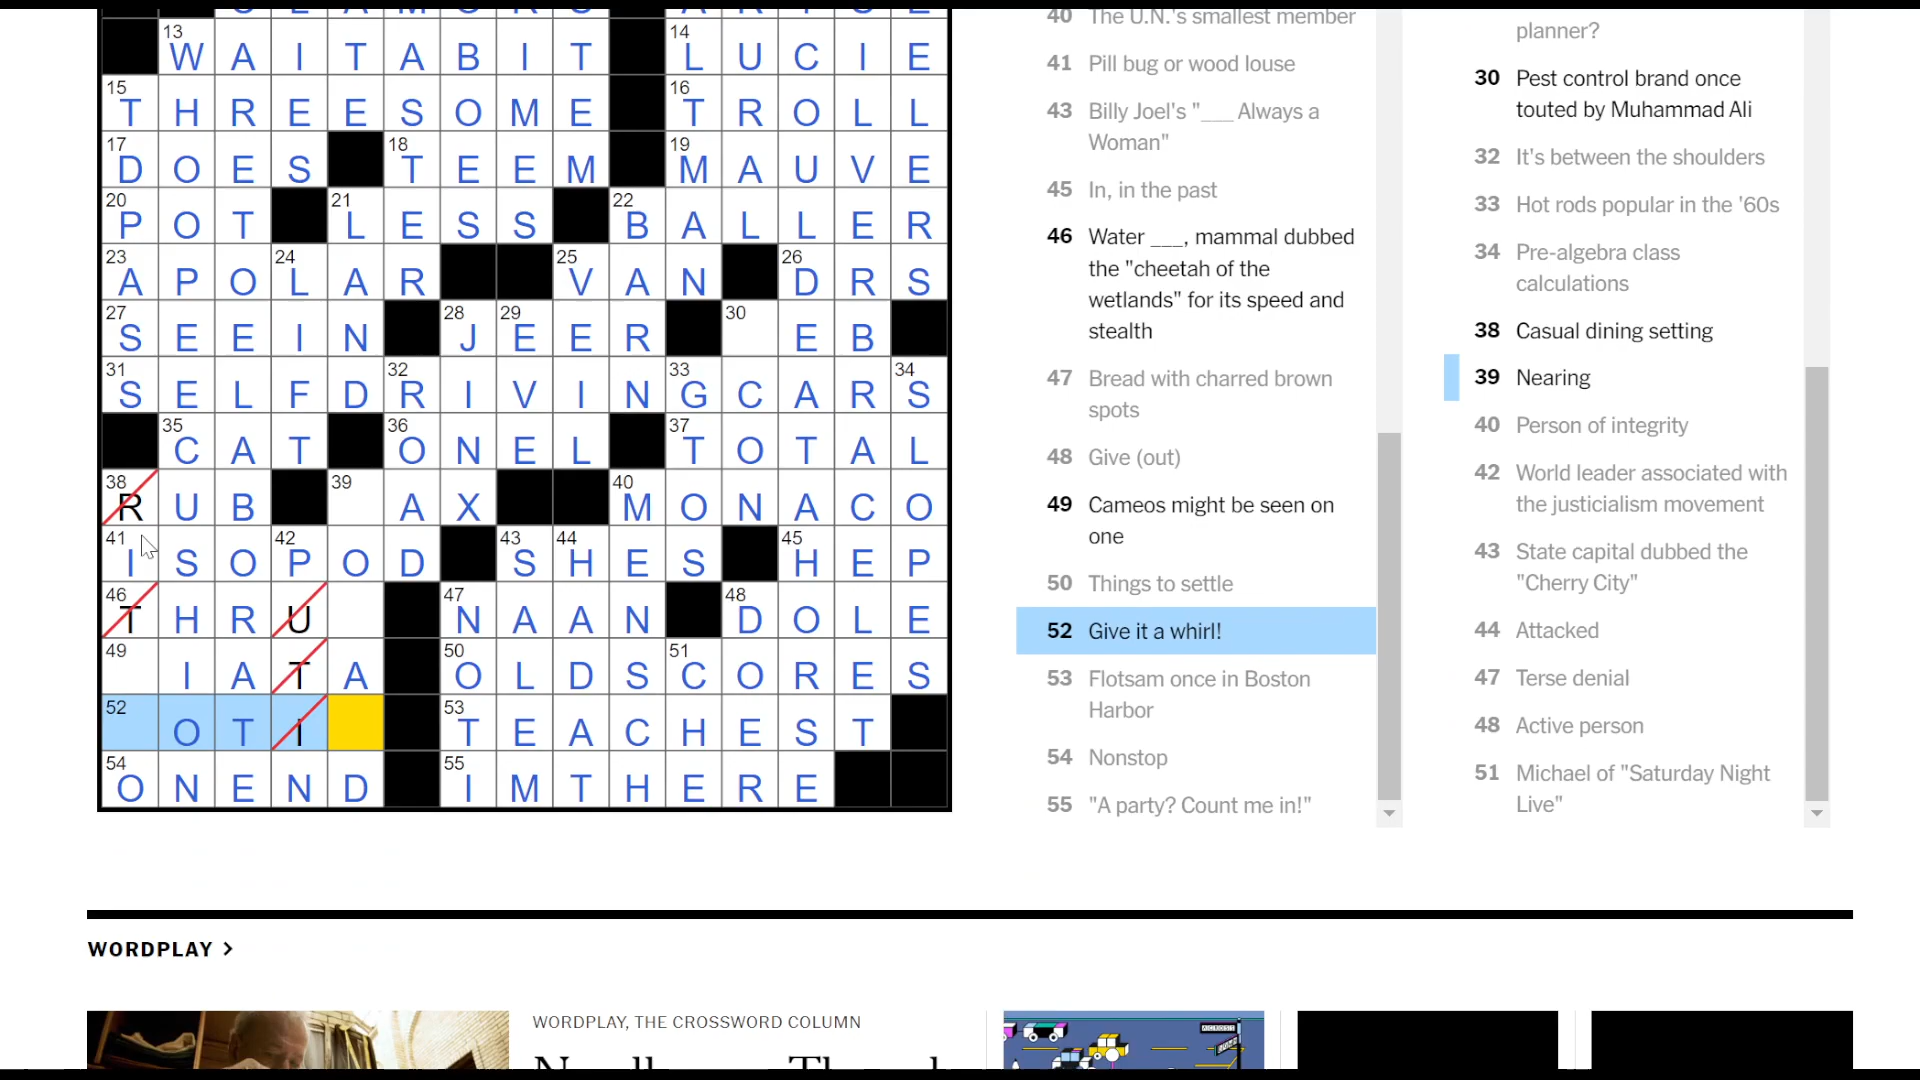 13 W A I T A B I T 14 L U C I E
15 T H R E E S O M E 16 T R O L L
17 D O E S 18 T E E M 19 M A U V E
20 P O T 21 L E S S 22 B A L L E R
23 A P O 24 L A R 25 V A N 26 D R S
27 S E E I N 28 J 29 E E R 30 E B
31 S E L F D 32 R I V I N 33 G C A R 34 S
35 C A T 36 O N E L 37 T O T A L
38 R U B 39 A X 40 M O N A C O
41 I S O 42 P O D 43 S 44 H E S 45 H E P
46 T H R U 47 N A A N 48 D O L E
49 I A T A 50 O L D S 51 C O R E S
52 O T I 53 T E A C H E S T
54 O N E N D 55 I M T H E R E
40 The U.N.'s smallest member
41 Pill bug or wood louse
43 Billy Joel's "___ Always a
Woman"
45 In, in the past
46 Water ___, mammal dubbed
the "cheetah of the
wetlands" for its speed and
stealth
47 Bread with charred brown
spots
48 Give (out)
49 Cameos might be seen on
one
50 Things to settle
52 Give it a whirl!
53 Flotsam once in Boston
Harbor
54 Nonstop
55 "A party? Count me in!"
planner?
30 Pest control brand once
touted by Muhammad Ali
32 It's between the shoulders
33 Hot rods popular in the '60s
34 Pre-algebra class
calculations
38 Casual dining setting
39 Nearing
40 Person of integrity
42 World leader associated with
the justicialism movement
43 State capital dubbed the
"Cherry City"
44 Attacked
47 Terse denial
48 Active person
51 Michael of "Saturday Night
Live"
WORDPLAY >
WORDPLAY, THE CROSSWORD COLUMN